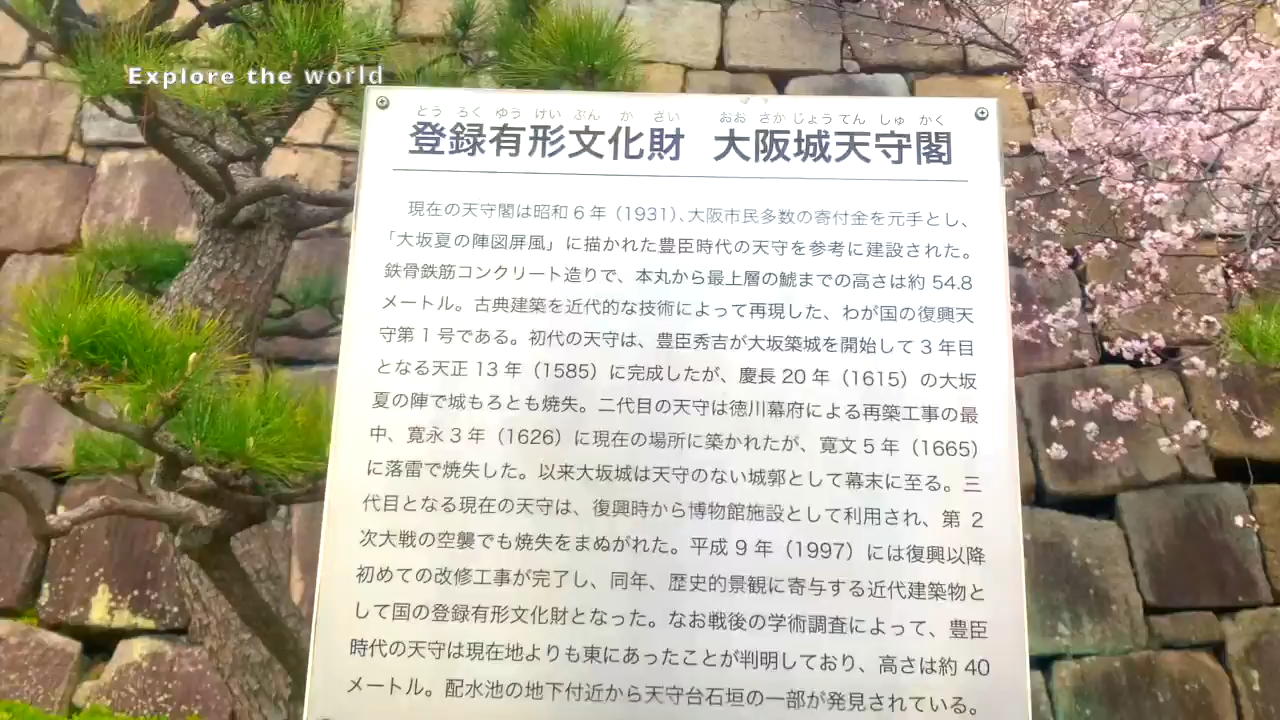 Explore the world
とう ろく ゆう けい ぶん か ざい おお さか じょう てん しゅ かく
登録有形文化財 大阪城天守閣
現在の天守閣は昭和6年(1931)、大阪市民多数の寄付金を元手とし、
「大坂夏の陣図屏風」に描かれた豊臣時代の天守を参考に建設された。
鉄骨鉄筋コンクリート造りで、本丸から最上層の鯱までの高さは約 54.8
メートル。古典建築を近代的な技術によって再現した、わが国の復興天
守第1号である。初代の天守は、豊臣秀吉が大坂築城を開始して3年目
となる天正13年(1585)に完成したが、慶長20年(1615)の大坂
夏の陣で城もろとも焼失。二代目の天守は徳川幕府による再築工事の最
中、寛永3年(1626)に現在の場所に築かれたが、寛文5年(1665)
に落雷で焼失した。以来大坂城は天守のない城郭として幕末に至る。三
代目となる現在の天守は、復興時から博物館施設として利用され、第2
次大戦の空襲でも焼失をまぬがれた。平成9年(1997)には復興以降
初めての改修工事が完了し、同年、歴史的景観に寄与する近代建築物と
して国の登録有形文化財となった。なお戦後の学術調査によって、豊臣
時代の天守は現在地よりも東にあったことが判明しており、高さは約40
メートル。配水池の地下付近から天守台石垣の一部が発見されている。